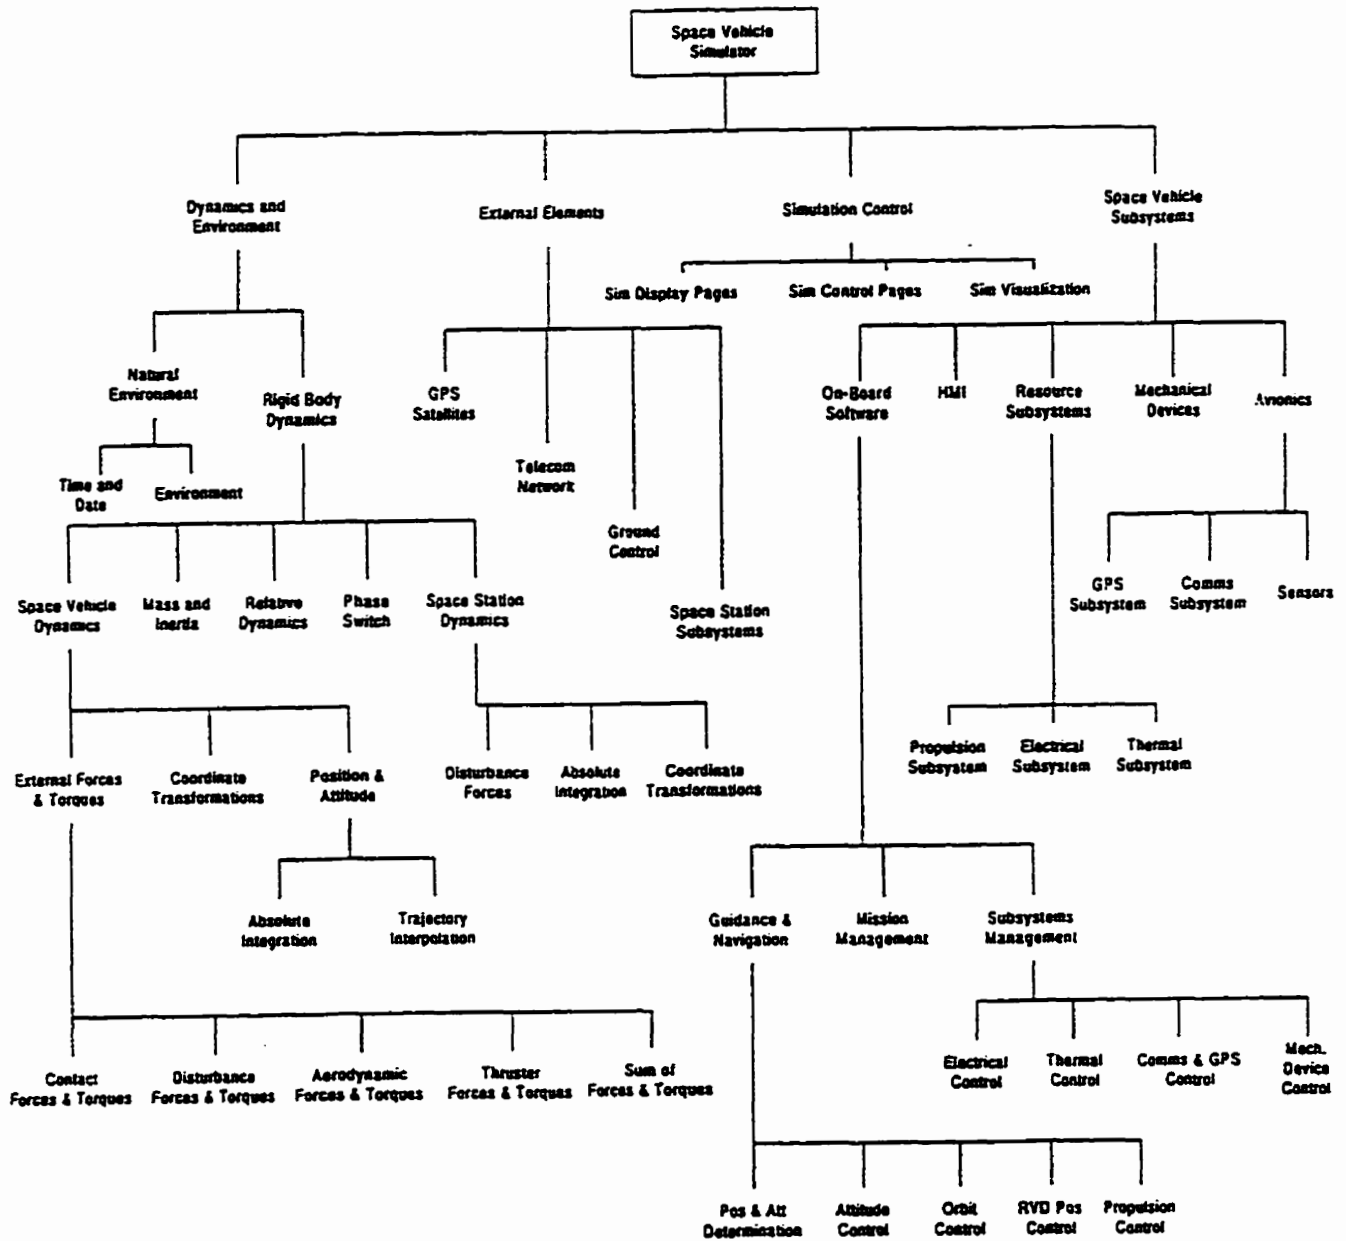 Space Vehicle
Simulator
Dynamics and
Environment
External Elements
Simulation Control
Space Vehicle
Subsystems
Sim Display Pages
Sim Control Pages
Sim Visualization
Natural
Environment
Rigid Body
Dynamics
GPS
Satellites
On-Board
Software
HMI
Resource
Subsystems
Mechanical
Devices
Avionics
Time and
Date
Environment
Telecom
Network
Ground
Control
Space Station
Subsystems
GPS
Subsystem
Comms
Subsystem
Sensors
Space Vehicle
Dynamics
Mass and
Inertia
Relative
Dynamics
Phase
Switch
Space Station
Dynamics
Propulsion
Subsystem
Electrical
Subsystem
Thermal
Subsystem
External Forces
& Torques
Coordinate
Transformations
Position &
Attitude
Disturbance
Forces
Absolute
Integration
Coordinate
Transformations
Absolute
Integration
Trajectory
Interpolation
Guidance &
Navigation
Mission
Management
Subsystems
Management
Contact
Forces & Torques
Disturbance
Forces & Torques
Aerodynamic
Forces & Torques
Thruster
Forces & Torques
Sum of
Forces & Torques
Electrical
Control
Thermal
Control
Comms & GPS
Control
Mech.
Device
Control
Pos & Att
Determination
Attitude
Control
Orbit
Control
RVD Pos
Control
Propulsion
Control